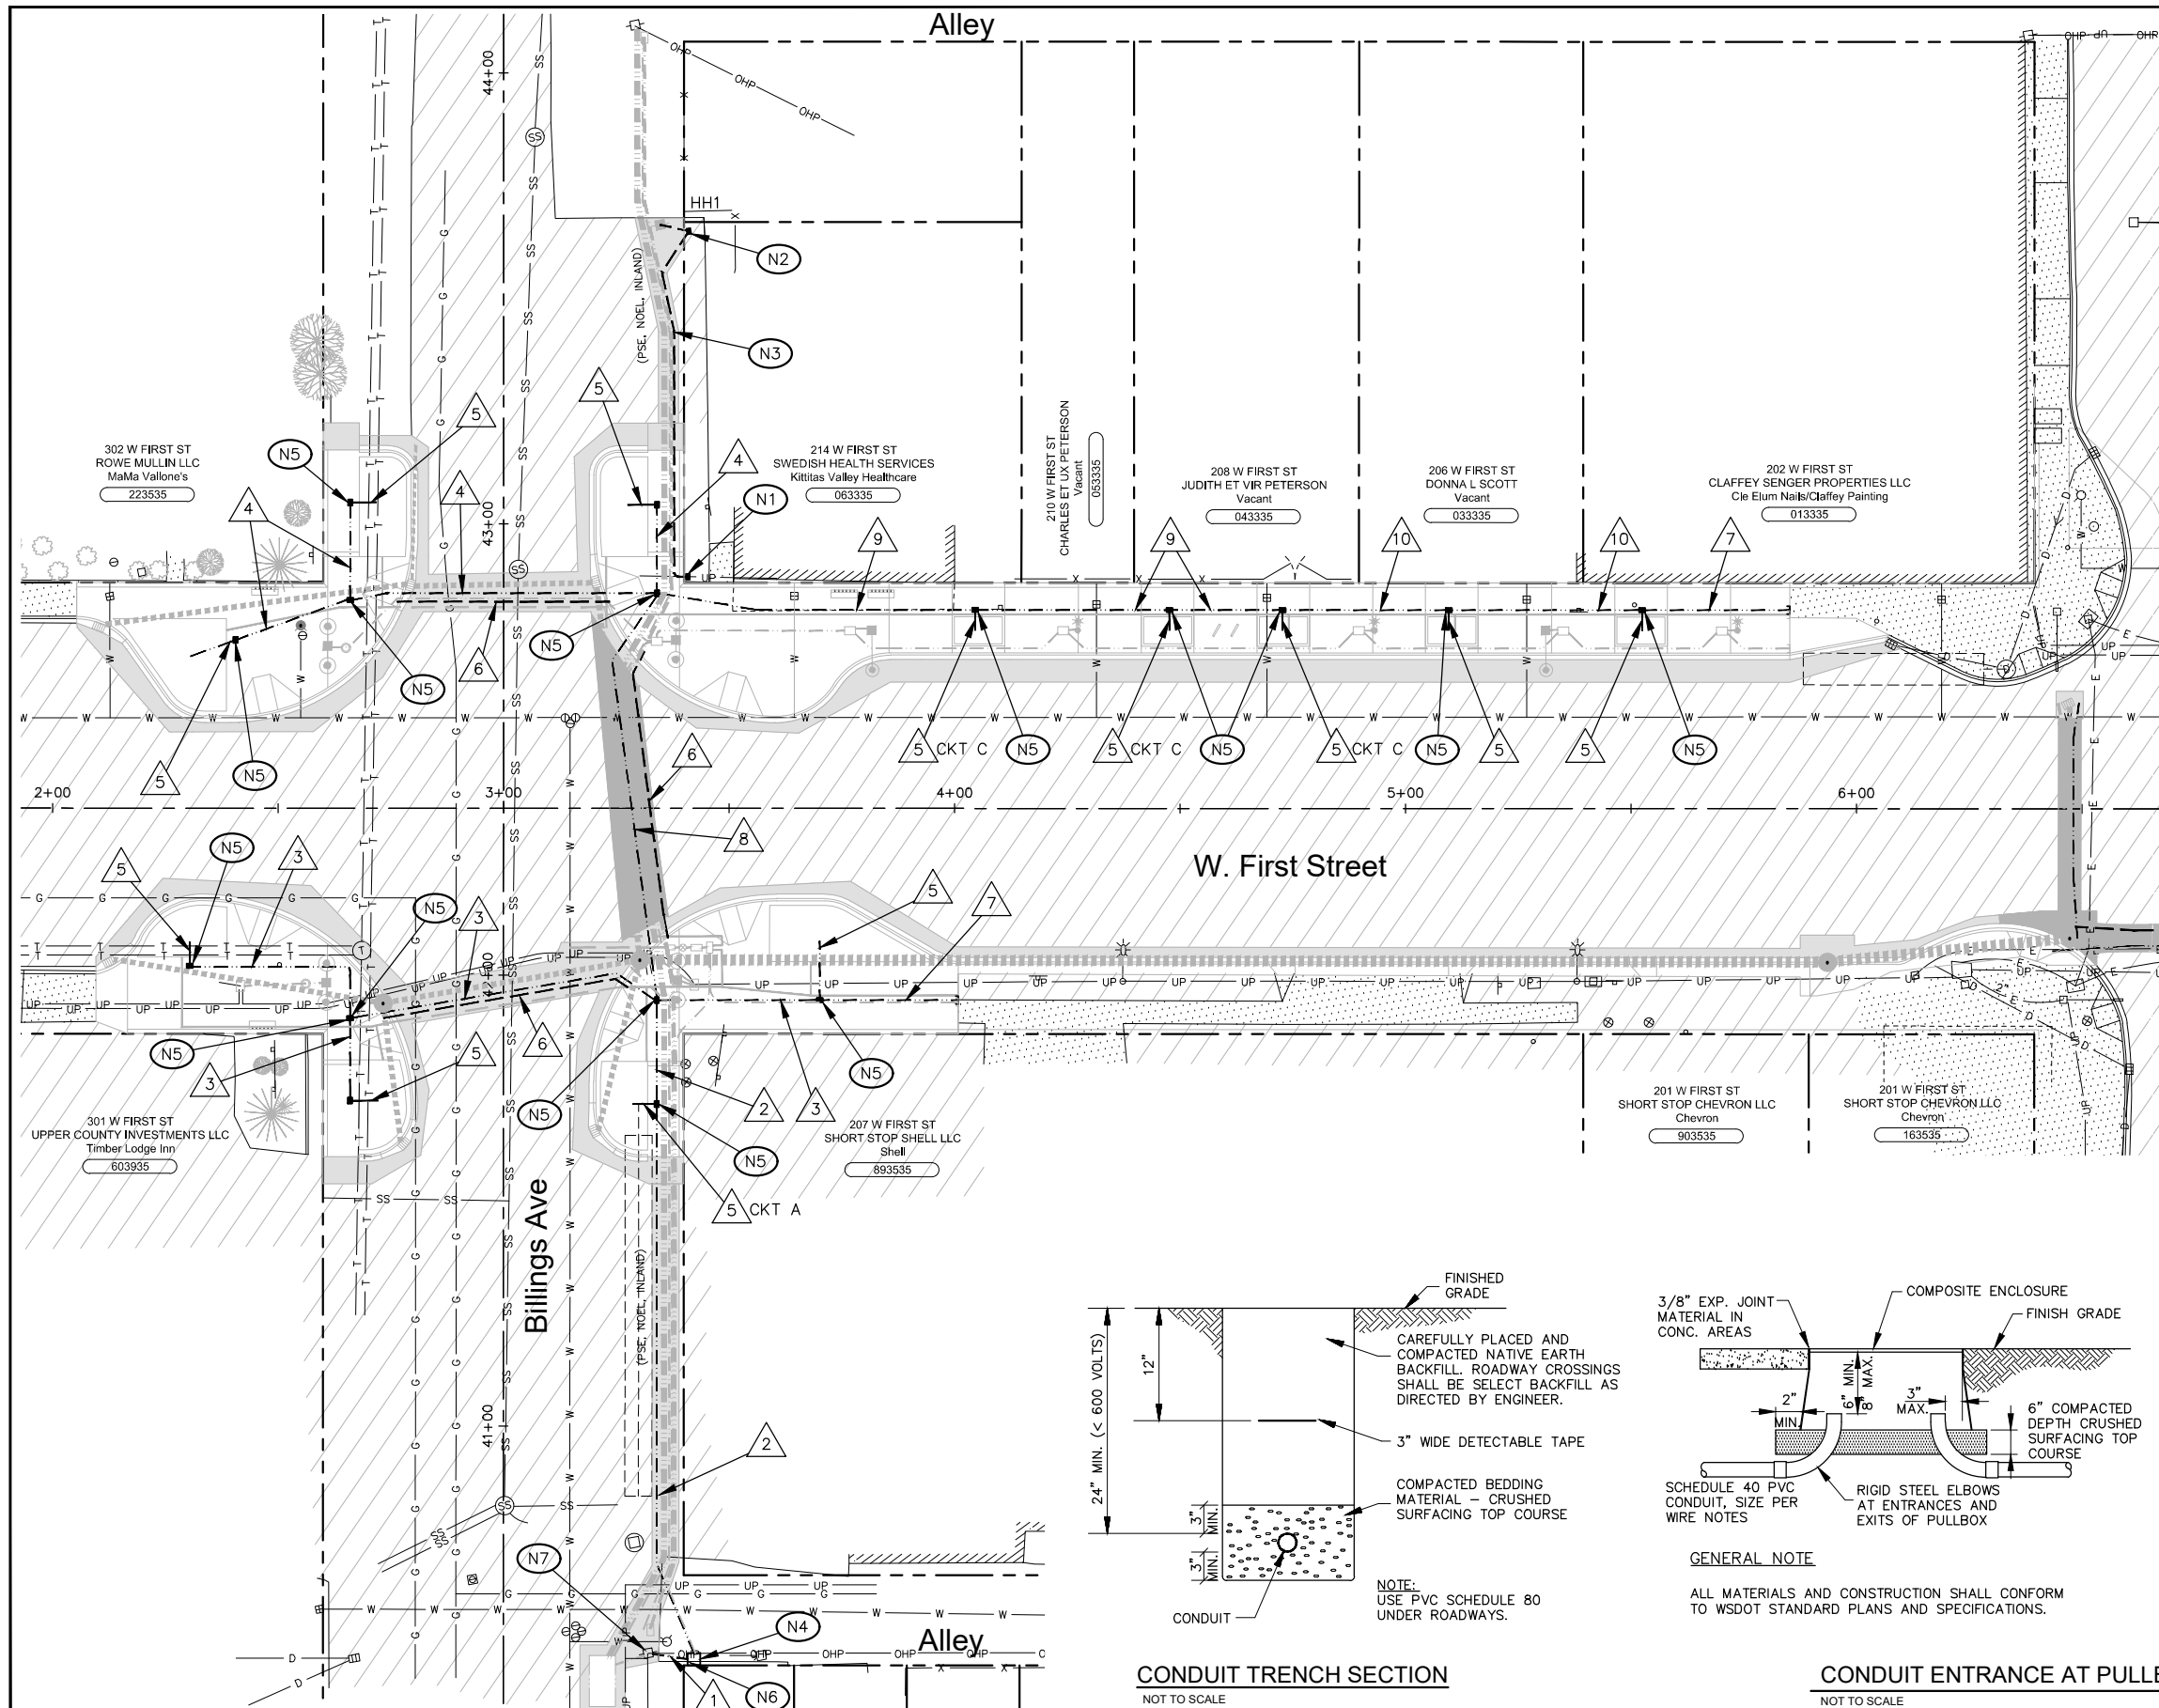 Alley
44+00
HH1
N2
N3
(PSE, NOEL, INLAND)
OHP
OHP
OHP
UP
OHP
302 W FIRST ST
ROWE MULLIN LLC
MaMa Vallone's
223535
N5
5
5
4
4
4
43+00
214 W FIRST ST
SWEDISH HEALTH SERVICES
Kittitas Valley Healthcare
063335
N1
210 W FIRST ST
CHARLES ET UX PETERSON
Vacant
053335
208 W FIRST ST
JUDITH ET VIR PETERSON
Vacant
043335
206 W FIRST ST
DONNA L SCOTT
Vacant
033335
202 W FIRST ST
CLAFFEY SENGER PROPERTIES LLC
Cle Elum Nails/Claffey Painting
013335
9
9
10
10
7
N5
N5
6
5
N5
5 CKT C
N5
5 CKT C
N5
5 CKT C
N5
5
5
N5
6
8
2+00
3+00
4+00
5+00
6+00
W. First Street
5
N5
3
N5
3
5
7
42+00
N5
3
5
6
N5
2
3
N5
N5
5 CKT A
301 W FIRST ST
UPPER COUNTY INVESTMENTS LLC
Timber Lodge Inn
603935
207 W FIRST ST
SHORT STOP SHELL LLC
Shell
893535
201 W FIRST ST
SHORT STOP CHEVRON LLC
Chevron
903535
201 W FIRST ST
SHORT STOP CHEVRON LLC
Chevron
163535
2"
Billings Ave
(PSE, NOEL, INLAND)
41+00
2
N7
N4
N6
1
Alley
FINISHED
GRADE
24" MIN. (< 600 VOLTS)
12"
CAREFULLY PLACED AND
COMPACTED NATIVE EARTH
BACKFILL. ROADWAY CROSSINGS
SHALL BE SELECT BACKFILL AS
DIRECTED BY ENGINEER.
3" WIDE DETECTABLE TAPE
COMPACTED BEDDING
MATERIAL – CRUSHED
SURFACING TOP COURSE
3"
MIN.
3"
MIN.
CONDUIT
NOTE:
USE PVC SCHEDULE 80
UNDER ROADWAYS.
CONDUIT TRENCH SECTION
NOT TO SCALE
3/8" EXP. JOINT
MATERIAL IN
CONC. AREAS
COMPOSITE ENCLOSURE
FINISH GRADE
2"
MIN.
6" MIN.
8" MAX.
3"
MAX.
6" COMPACTED
DEPTH CRUSHED
SURFACING TOP
COURSE
SCHEDULE 40 PVC
CONDUIT, SIZE PER
WIRE NOTES
RIGID STEEL ELBOWS
AT ENTRANCES AND
EXITS OF PULLBOX
GENERAL NOTE
ALL MATERIALS AND CONSTRUCTION SHALL CONFORM
TO WSDOT STANDARD PLANS AND SPECIFICATIONS.
CONDUIT ENTRANCE AT
NOT TO SCALE